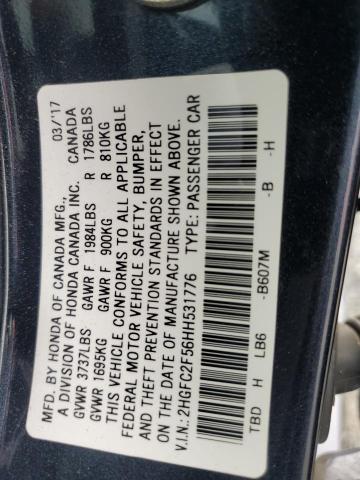 MFD. BY HONDA OF CANADA MFG., 03/'17
A DIVISION OF HONDA CANADA INC. CANADA
GVWR 3737LBS GAWR F 1984LBS R 1786LBS
GVWR 1695KG GAWR F 900KG R 810KG
THIS VEHICLE CONFORMS TO ALL APPLICABLE
FEDERAL MOTOR VEHICLE SAFETY, BUMPER,
AND THEFT PREVENTION STANDARDS IN EFFECT
ON THE DATE OF MANUFACTURE SHOWN ABOVE.
V.I.N.: 2HGFC2F56HH531776 TYPE: PASSENGER CAR
TBD H LB6 -B607M -B -H